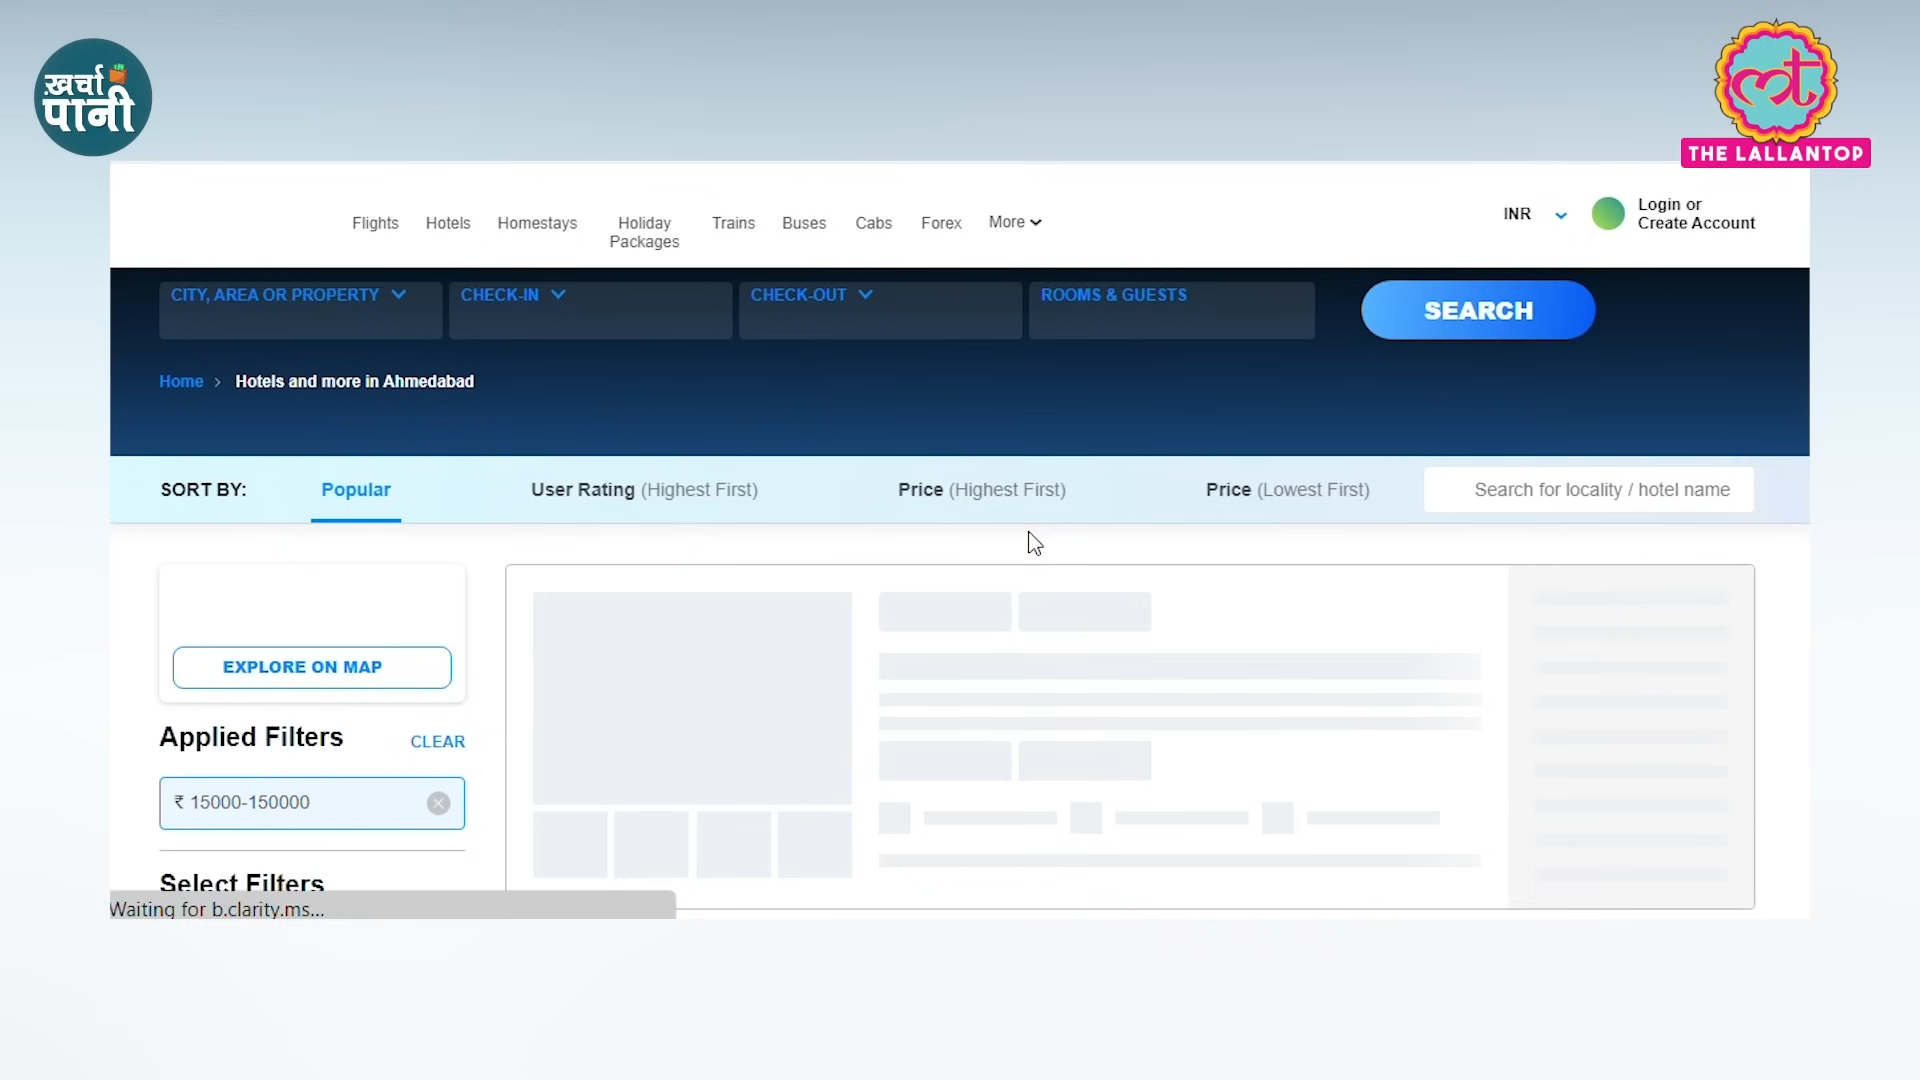 ख़र्चा
पानी
THE LALLANTOP
Flights
Hotels
Homestays
Holiday
Packages
Trains
Buses
Cabs
Forex
More
INR
Login or
Create Account
CITY, AREA OR PROPERTY
CHECK-IN
CHECK-OUT
ROOMS & GUESTS
SEARCH
Home > Hotels and more in Ahmedabad
SORT BY:
Popular
User Rating (Highest First)
Price (Highest First)
Price (Lowest First)
Search for locality / hotel name
EXPLORE ON MAP
Applied Filters
CLEAR
₹ 15000-150000
Select Filters
Waiting for b.clarity.ms...